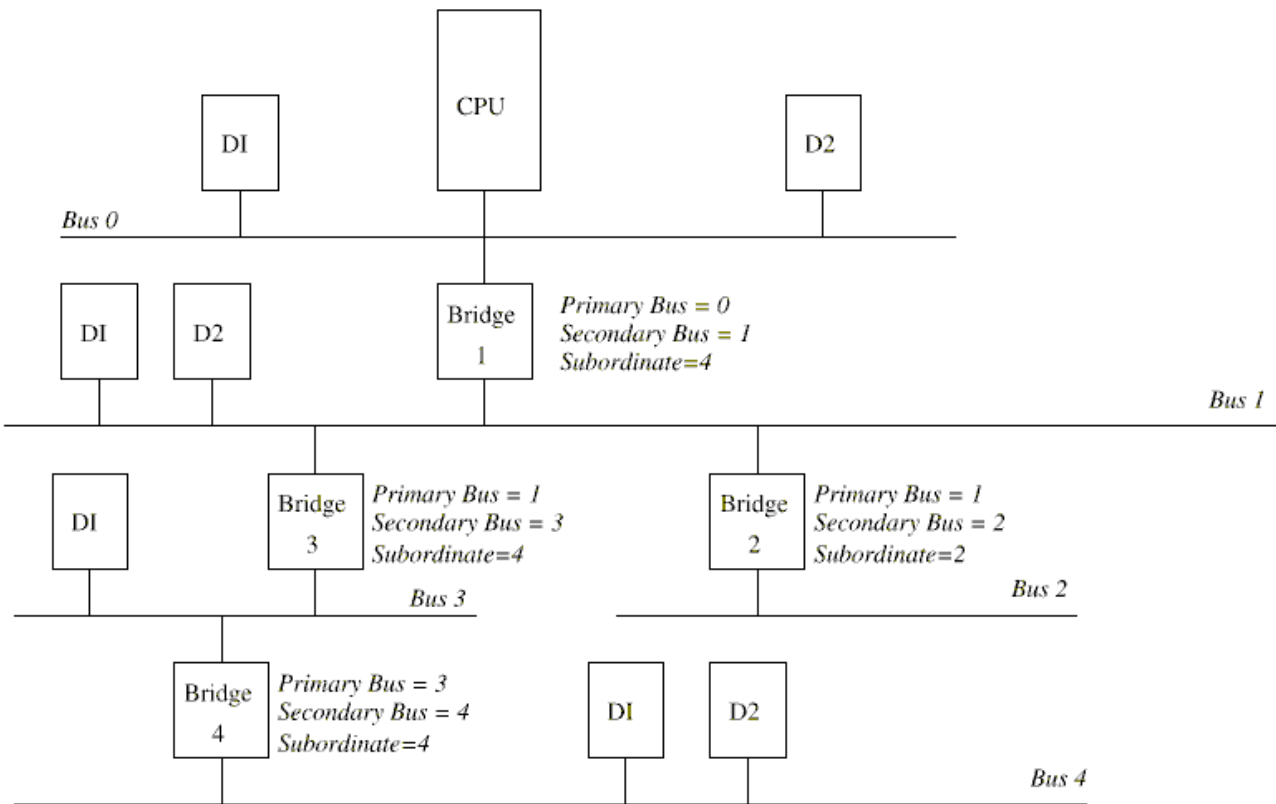 CPU
DI
D2
Bus 0
DI
D2
Bridge
1
Primary Bus = 0
Secondary Bus = 1
Subordinate=4
Bus 1
DI
Bridge
3
Primary Bus = 1
Secondary Bus = 3
Subordinate=4
Bridge
2
Primary Bus = 1
Secondary Bus = 2
Subordinate=2
Bus 3
Bus 2
Bridge
4
Primary Bus = 3
Secondary Bus = 4
Subordinate=4
DI
D2
Bus 4